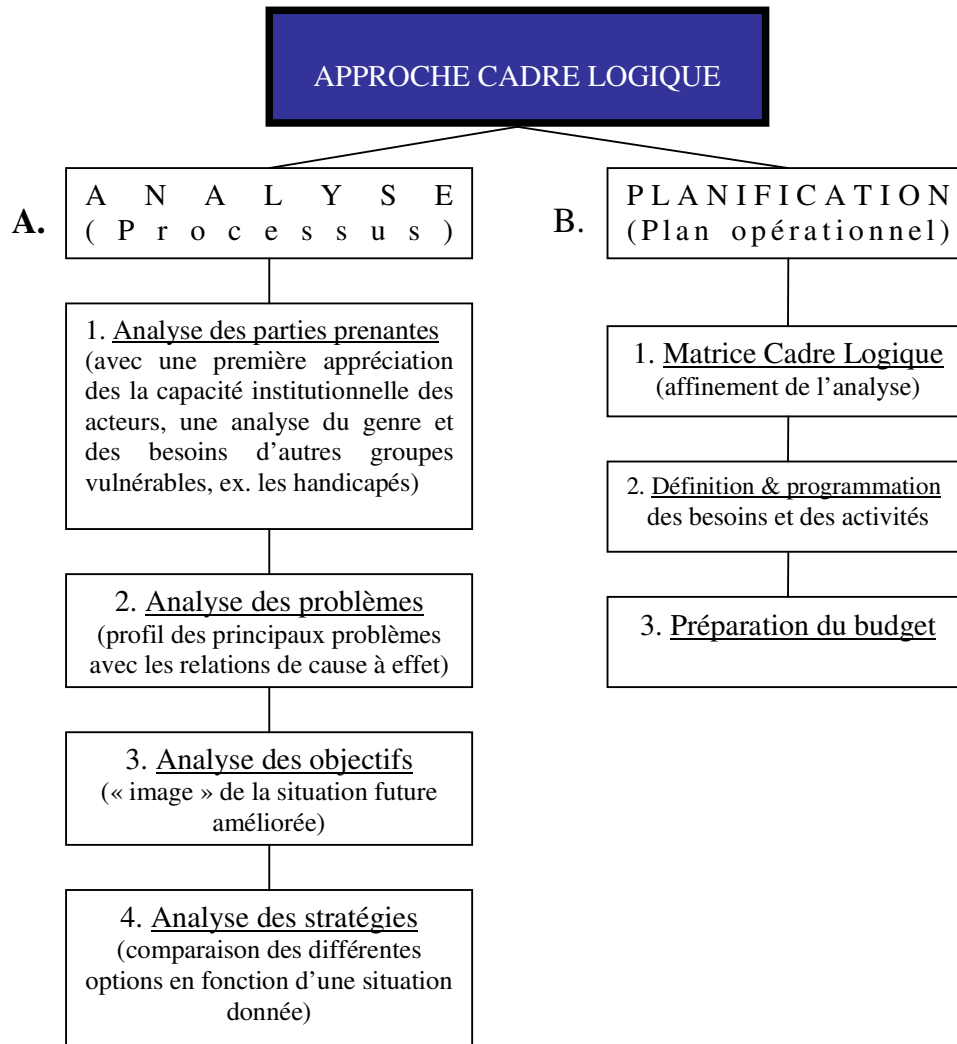 APPROCHE CADRE LOGIQUE
A.
A N A L Y S E
( P r o c e s s u s )
1. Analyse des parties prenantes
(avec une première appréciation
des la capacité institutionnelle des
acteurs, une analyse du genre et
des besoins d’autres groupes
vulnérables, ex. les handicapés)
2. Analyse des problèmes
(profil des principaux problèmes
avec les relations de cause à effet)
3. Analyse des objectifs
(« image » de la situation future
améliorée)
4. Analyse des stratégies
(comparaison des différentes
options en fonction d’une situation
donnée)
B.
PLANIFICATION
(Plan opérationnel)
1. Matrice Cadre Logique
(affinement de l’analyse)
2. Définition & programmation
des besoins et des activités
3. Préparation du budget